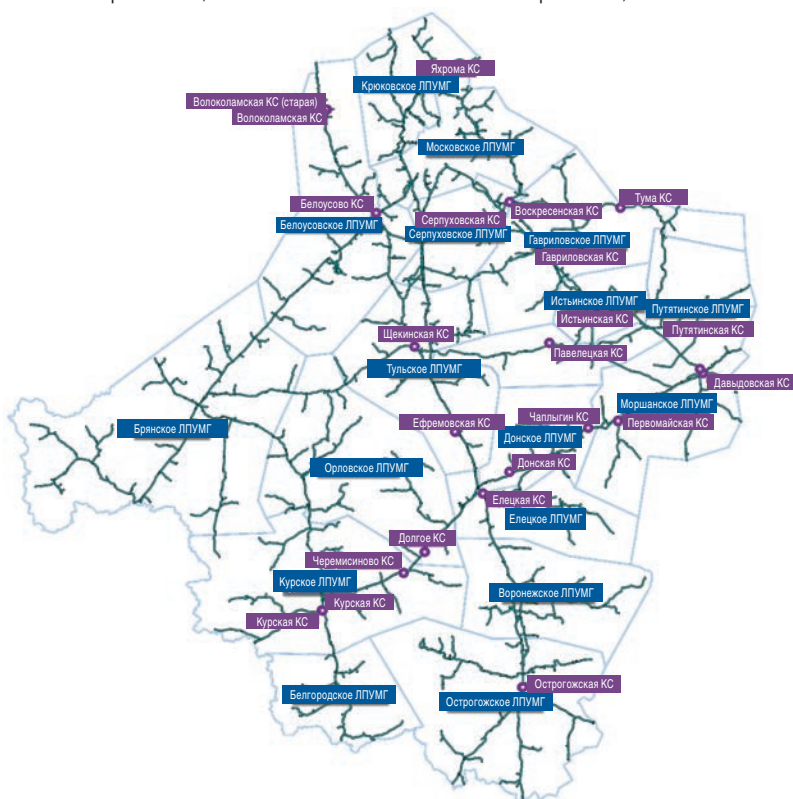 Яхрома КС
Крюковское ЛПУМГ
Волоколамская КС (старая)
Волоколамская КС
Московское ЛПУМГ
Тума КС
Белоусово КС
Воскресенская КС
Серпуховская КС
Белоусовское ЛПУМГ
Серпуховское ЛПУМГ
Гавриловское ЛПУМГ
Гавриловская КС
Истьинское ЛПУМГ
Путятинское ЛПУМГ
Истьинская КС
Путятинская КС
Щекинская КС
Павелецкая КС
Тульское ЛПУМГ
Давыдовская КС
Моршанское ЛПУМГ
Чаплыгин КС
Ефремовская КС
Первомайская КС
Брянское ЛПУМГ
Донское ЛПУМГ
Донская КС
Орловское ЛПУМГ
Елецкая КС
Елецкое ЛПУМГ
Долгое КС
Черемисиново КС
Курское ЛПУМГ
Воронежское ЛПУМГ
Курская КС
Курская КС
Острогожская КС
Белгородское ЛПУМГ
Острогожское ЛПУМГ